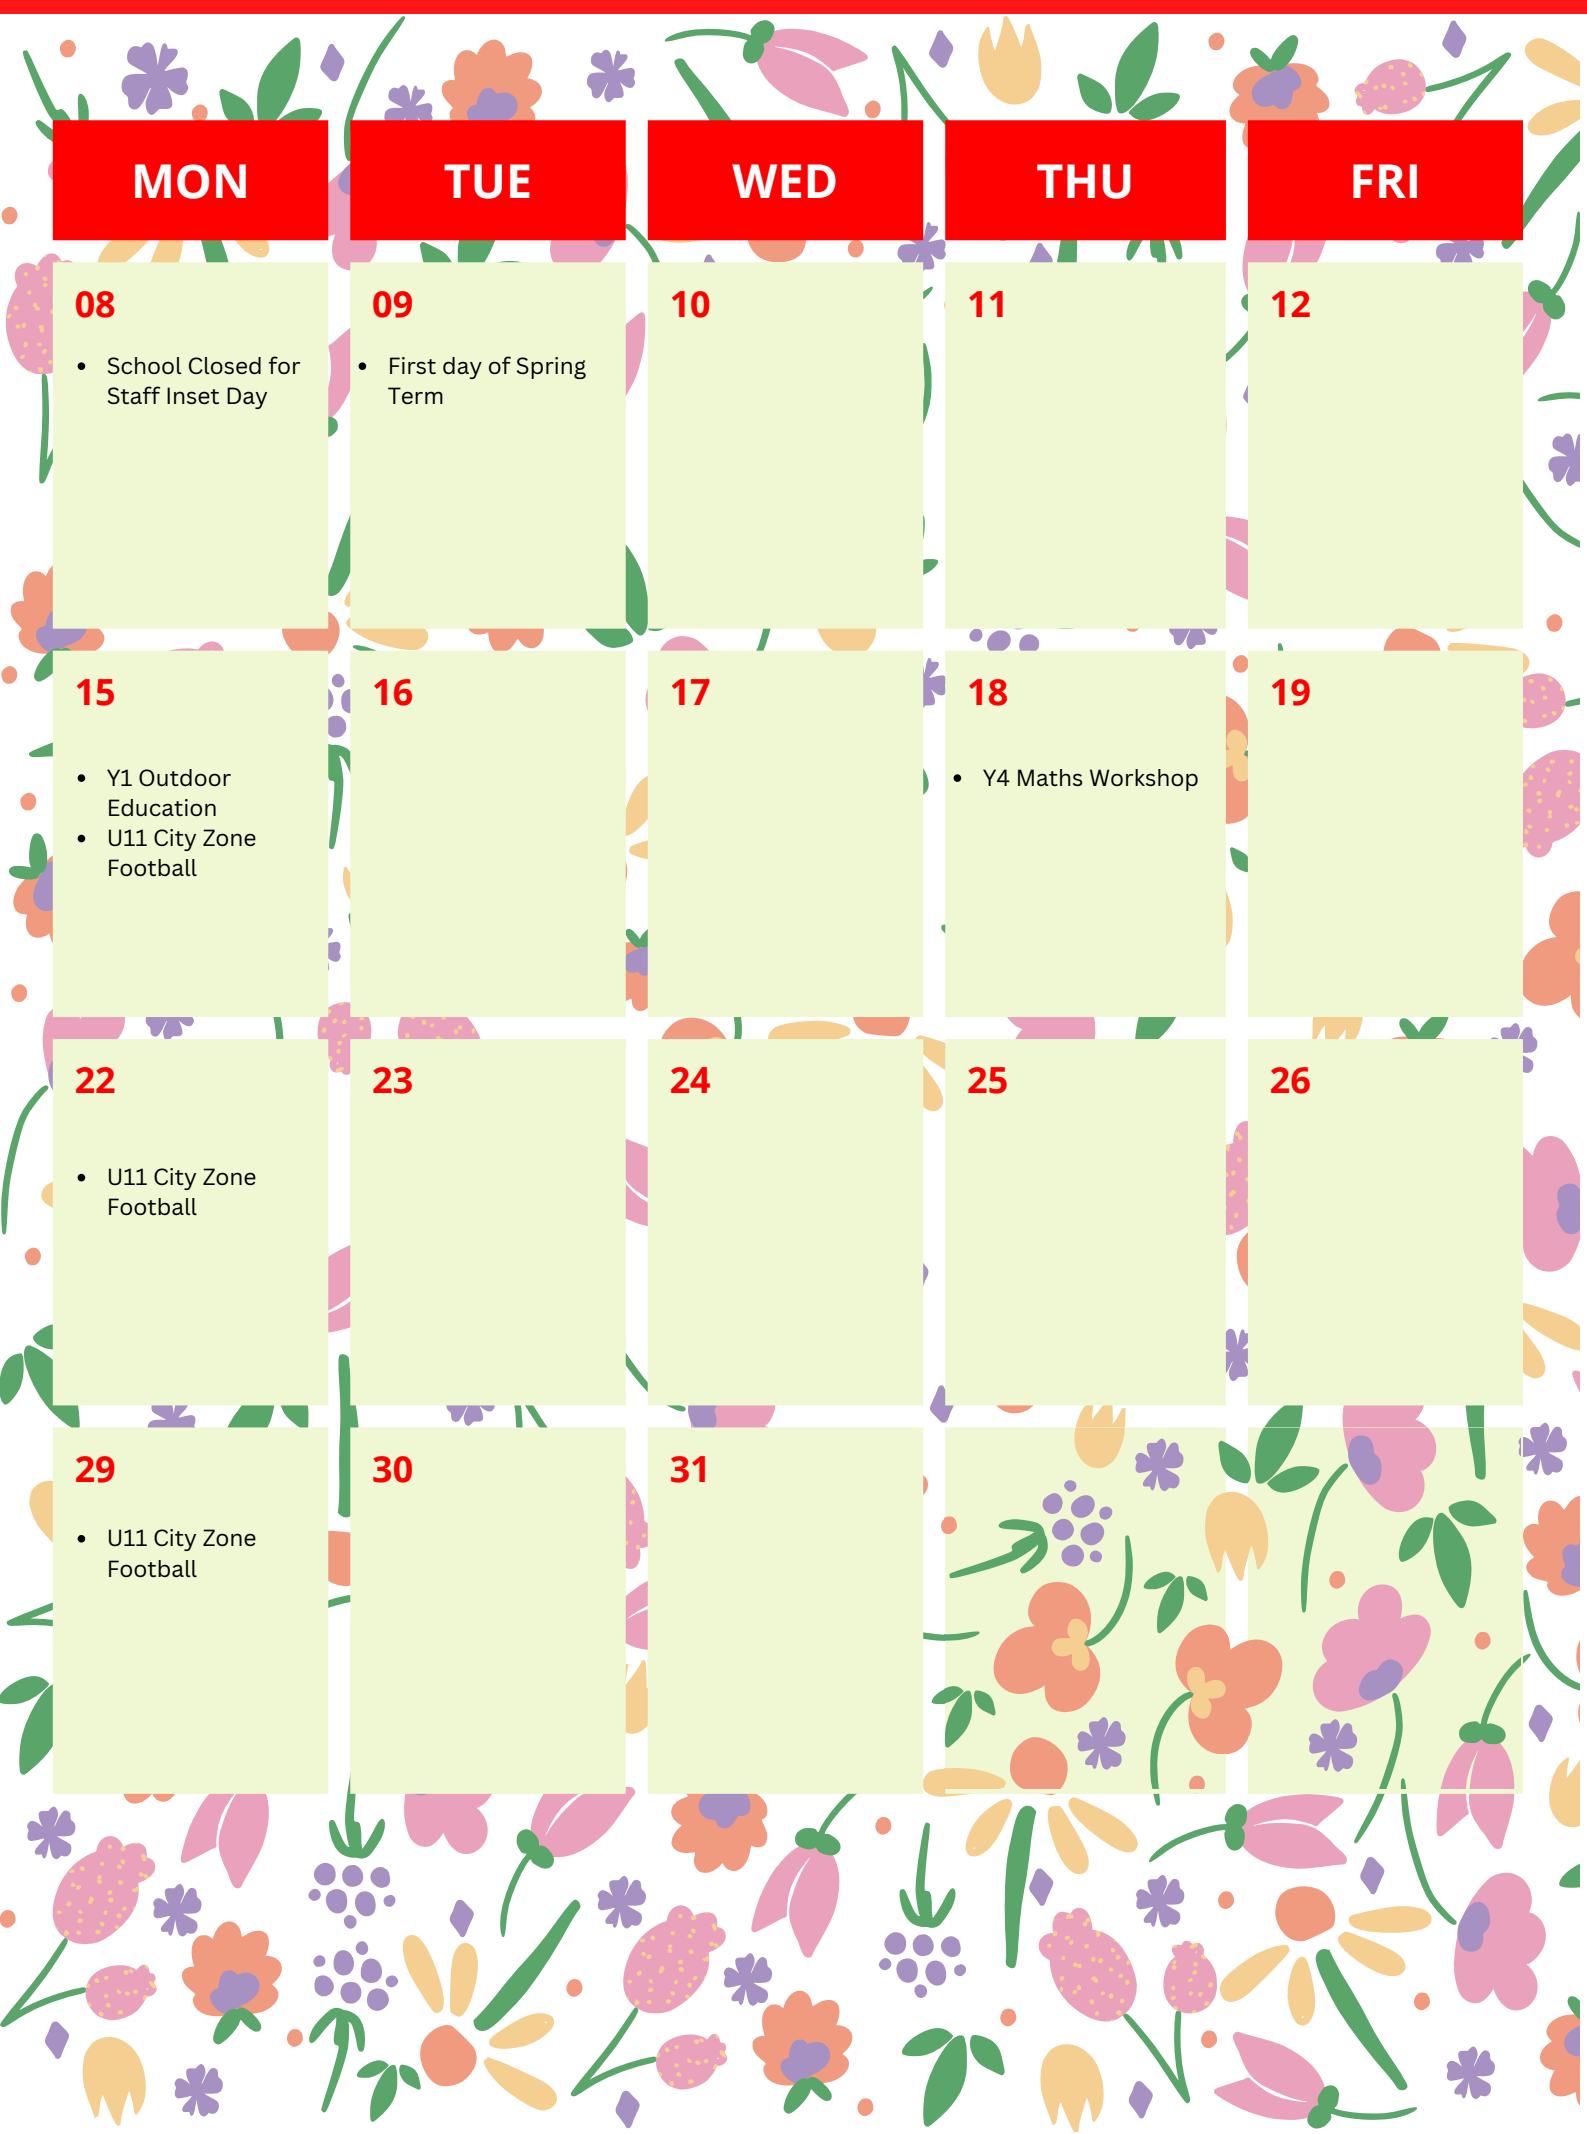 MON TUE WED THU FRI
08 09 10 11 12
• School Closed for
Staff Inset Day
• First day of Spring
Term
15 16 17 18 19
• Y1 Outdoor
Education
• U11 City Zone
Football
• Y4 Maths Workshop
22 23 24 25 26
• U11 City Zone
Football
29 30 31
• U11 City Zone
Football